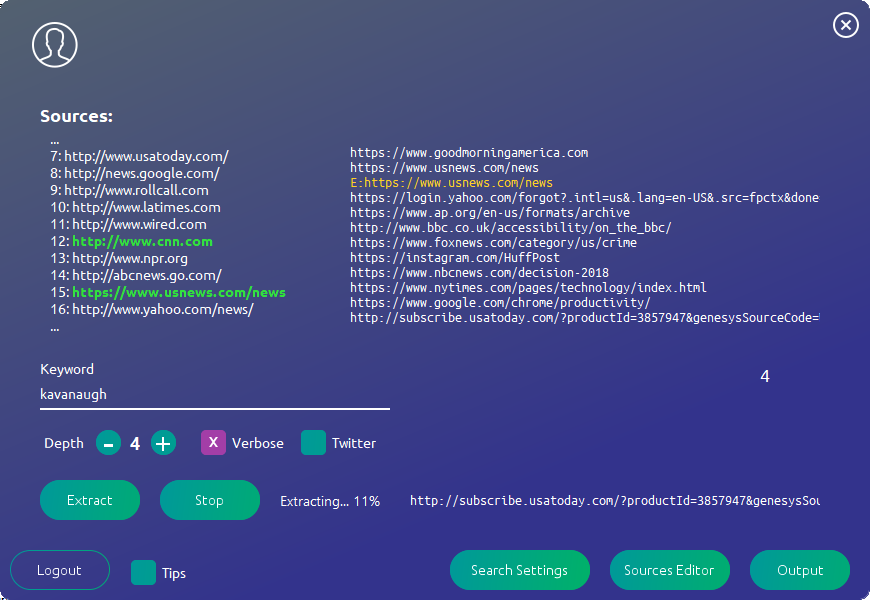 Sources:
...
7: http://www.usatoday.com/
8: http://news.google.com/
9: http://www.rollcall.com
10: http://www.latimes.com
11: http://www.wired.com
12: http://www.cnn.com
13: http://www.npr.org
14: http://abcnews.go.com/
15: https://www.usnews.com/news
16: http://www.yahoo.com/news/
...
https://www.goodmorningamerica.com
https://www.usnews.com/news
E:https://www.usnews.com/news
https://login.yahoo.com/forgot?.intl=us&.lang=en-US&.src=fpctx&done
https://www.ap.org/en-us/formats/archive
http://www.bbc.co.uk/accessibility/on_the_bbc/
https://www.foxnews.com/category/us/crime
https://instagram.com/HuffPost
https://www.nbcnews.com/decision-2018
https://www.nytimes.com/pages/technology/index.html
https://www.google.com/chrome/productivity/
http://subscribe.usatoday.com/?productId=3857947&genesysSourceCode=
Keyword
kavanaugh
4
Depth - 4 + X Verbose Twitter
Extract Stop Extracting... 11% http://subscribe.usatoday.com/?productId=3857947&genesysSou
Logout Tips Search Settings Sources Editor Output